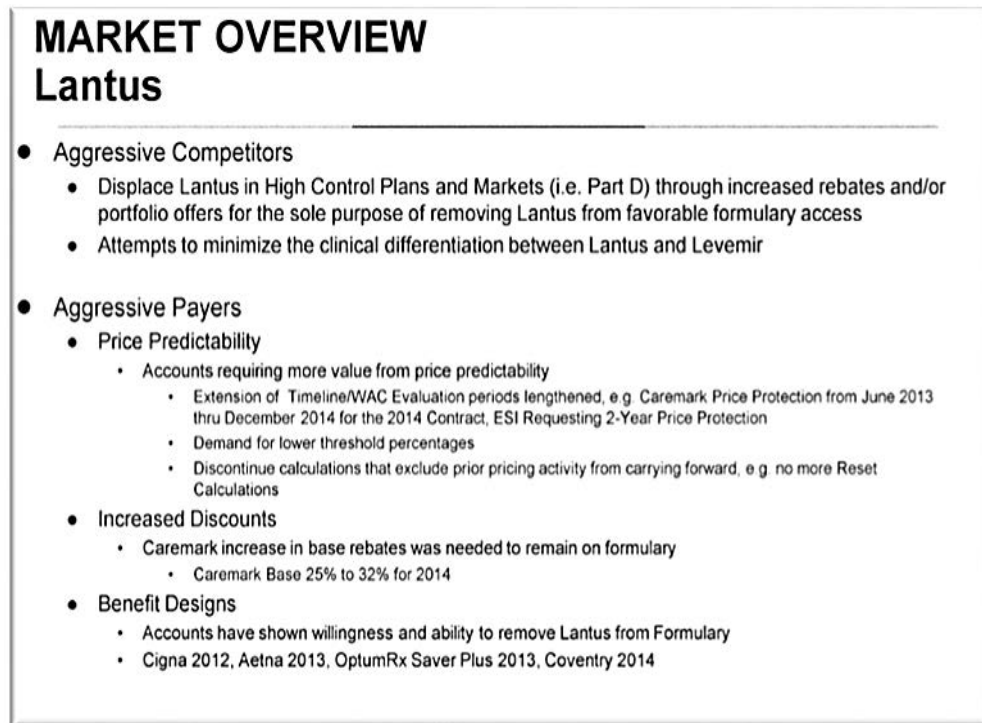 MARKET OVERVIEW
Lantus
● Aggressive Competitors
● Displace Lantus in High Control Plans and Markets (i.e. Part D) through increased rebates and/or
portfolio offers for the sole purpose of removing Lantus from favorable formulary access
● Attempts to minimize the clinical differentiation between Lantus and Levemir
● Aggressive Payers
● Price Predictability
• Accounts requiring more value from price predictability
• Extension of Timeline/WAC Evaluation periods lengthened, e.g. Caremark Price Protection from June 2013
thru December 2014 for the 2014 Contract, ESI Requesting 2-Year Price Protection
• Demand for lower threshold percentages
• Discontinue calculations that exclude prior pricing activity from carrying forward, e g. no more Reset
Calculations
● Increased Discounts
• Caremark increase in base rebates was needed to remain on formulary
• Caremark Base 25% to 32% for 2014
● Benefit Designs
• Accounts have shown willingness and ability to remove Lantus from Formulary
• Cigna 2012, Aetna 2013, OptumRx Saver Plus 2013, Coventry 2014